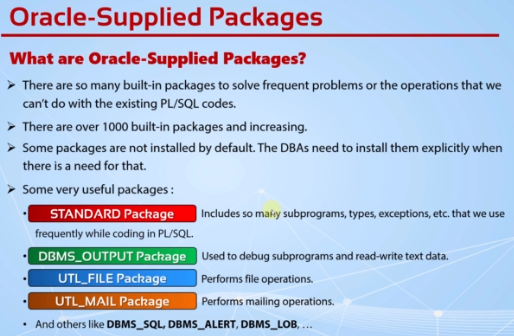 Oracle-Supplied Packages
What are Oracle-Supplied Packages?
➢ There are so many built-in packages to solve frequent problems or the operations that we
can't do with the existing PL/SQL codes.
➢ There are over 1000 built-in packages and increasing.
➢ Some packages are not installed by default. The DBAs need to install them explicitly when
there is a need for that.
➢ Some very useful packages :
• STANDARD Package Includes so many subprograms, types, exceptions, etc. that we use
frequently while coding in PL/SQL.
• DBMS_OUTPUT Package Used to debug subprograms and read-write text data.
• UTL_FILE Package Performs file operations.
• UTL_MAIL Package Performs mailing operations.
• And others like DBMS_SQL, DBMS_ALERT, DBMS_LOB, ...